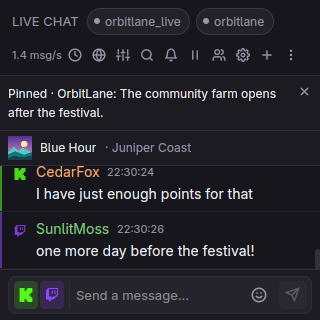 LIVE CHAT orbitlane_live orbitlane
1.4 msg/s
Pinned · OrbitLane: The community farm opens
after the festival.
Blue Hour · Juniper Coast
CedarFox 22:30:24
I have just enough points for that
SunlitMoss 22:30:26
one more day before the festival!
Send a message...